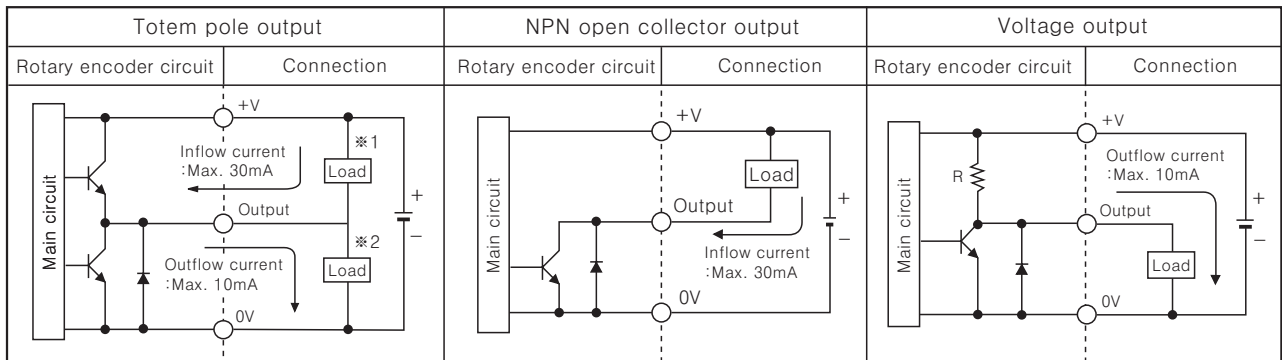 Totem pole output
NPN open collector output
Voltage output
Rotary encoder circuit
Connection
Rotary encoder circuit
Connection
Rotary encoder circuit
Connection
Main circuit
+V
※1
Inflow current
:Max. 30mA
Load
Output
※2
Outflow current
:Max. 10mA
Load
0V
+
−
Main circuit
+V
Load
Output
Inflow current
:Max. 30mA
0V
+
−
Main circuit
+V
R
Outflow current
:Max. 10mA
Output
Load
0V
+
−